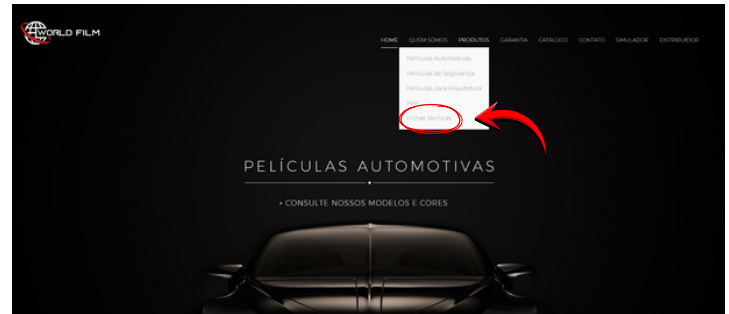 WORLD FILM
HOME QUEM SOMOS PRODUTOS GARANTIA CATÁLOGO CONTATO SIMULADOR DISTRIBUIDOR
Películas Automotivas
Películas de Segurança
Películas para Arquitetura
PPF
Fichas Técnicas
PELÍCULAS AUTOMOTIVAS
+ CONSULTE NOSSOS MODELOS E CORES